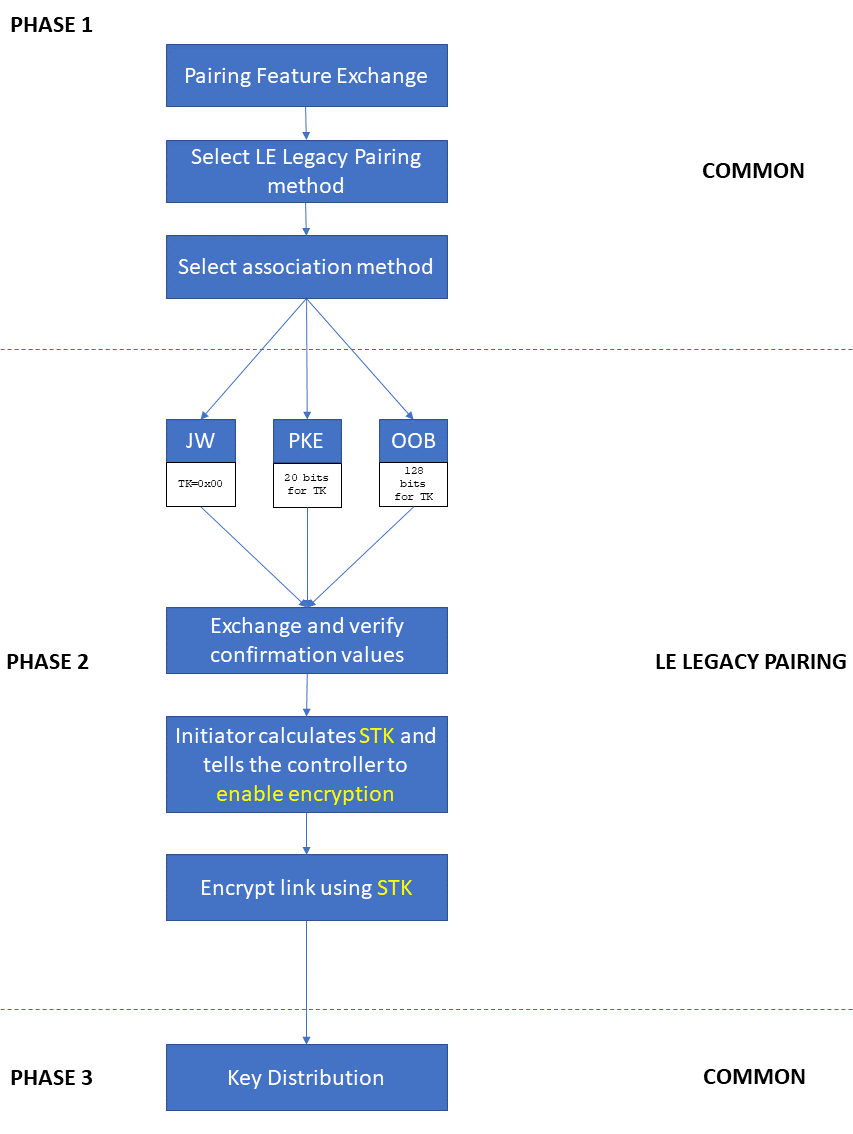 PHASE 1
Pairing Feature Exchange
Select LE Legacy Pairing
method
COMMON
Select association method
JW
PKE
OOB
TK=0x00
20 bits
for TK
128
bits
for TK
Exchange and verify
confirmation values
PHASE 2
LE LEGACY PAIRING
Initiator calculates STK and
tells the controller to
enable encryption
Encrypt link using STK
PHASE 3
Key Distribution
COMMON